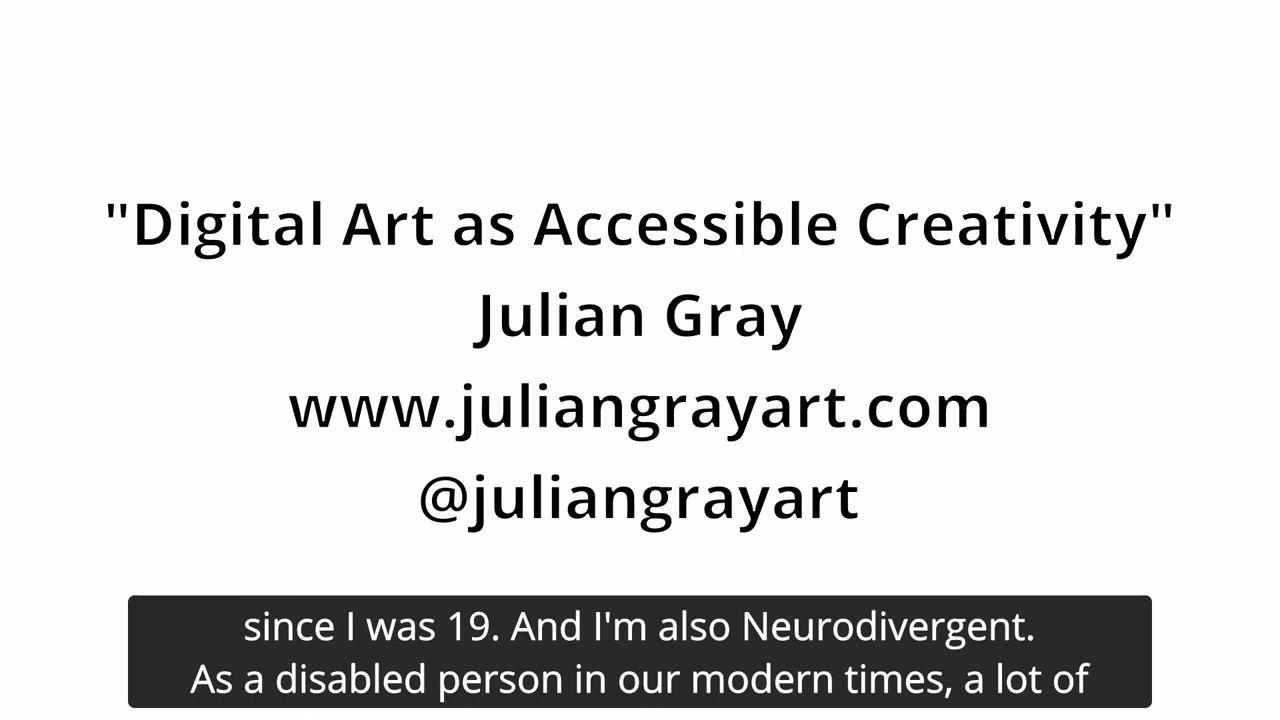 "Digital Art as Accessible Creativity"
Julian Gray
www.juliangrayart.com
@juliangrayart
since I was 19. And I'm also Neurodivergent.
As a disabled person in our modern times, a lot of